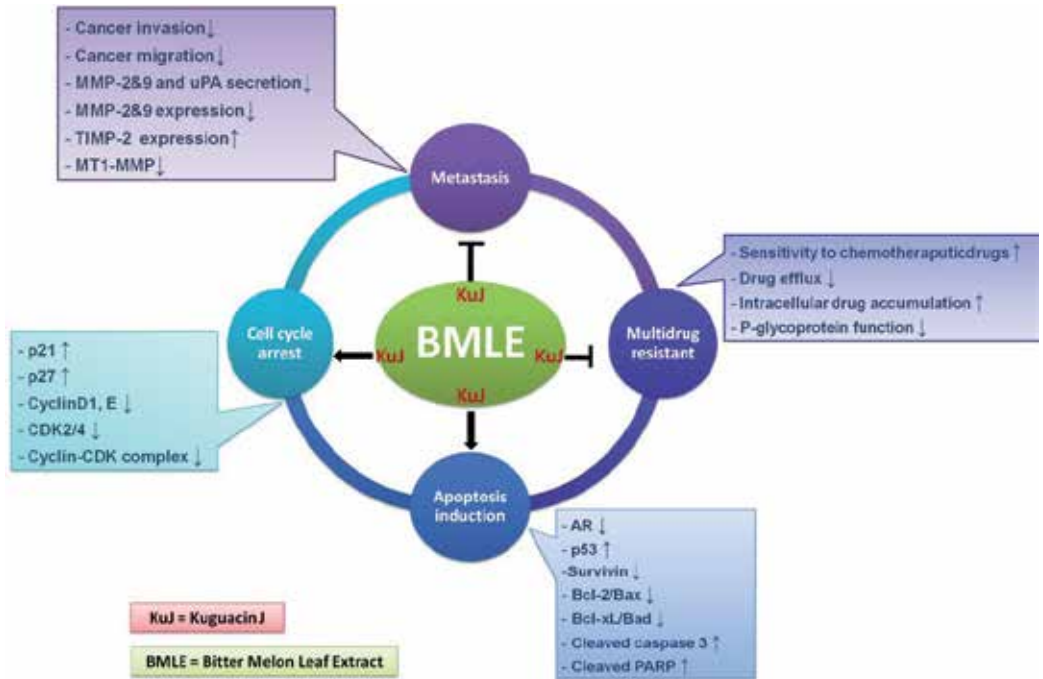 - Cancer invasion↓
- Cancer migration↓
- MMP-2&9 and uPA secretion↓
- MMP-2&9 expression↓
- TIMP-2 expression↑
- MT1-MMP↓
Metastasis
- Sensitivity to chemotheraputicdrugs ↑
- Drug efflux ↓
- Intracellular drug accumulation ↑
- P-glycoprotein function ↓
KuJ
Cell cycle
arrest
KuJ
BMLE
KuJ
Multidrug
resistant
KuJ
- p21 ↑
- p27 ↑
- CyclinD1, E ↓
- CDK2/4 ↓
- Cyclin-CDK complex ↓
Apoptosis
induction
- AR ↓
- p53 ↑
-Survivin ↓
- Bcl-2/Bax ↓
- Bcl-xL/Bad ↓
- Cleaved caspase 3 ↑
- Cleaved PARP ↑
KuJ = Kuguacin J
BMLE = Bitter Melon Leaf Extract